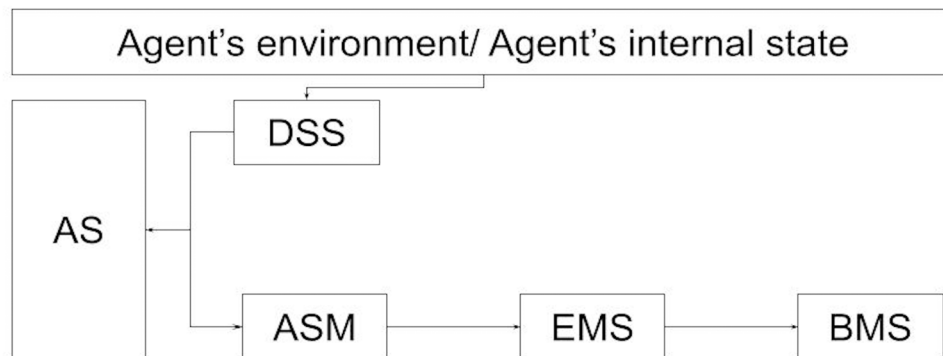 Agent's environment/ Agent's internal state
DSS
AS
ASM
EMS
BMS